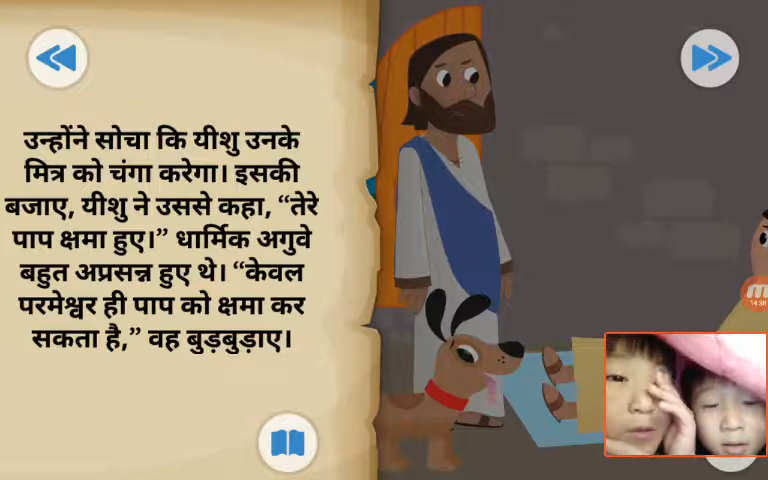 उन्होंने सोचा कि यीशु उनके
मित्र को चंगा करेगा। इसकी
बजाए, यीशु ने उससे कहा, “तेरे
पाप क्षमा हुए।” धार्मिक अगुवे
बहुत अप्रसन्न हुए थे। “केवल
परमेश्वर ही पाप को क्षमा कर
सकता है,” वह बुड़बुड़ाए।